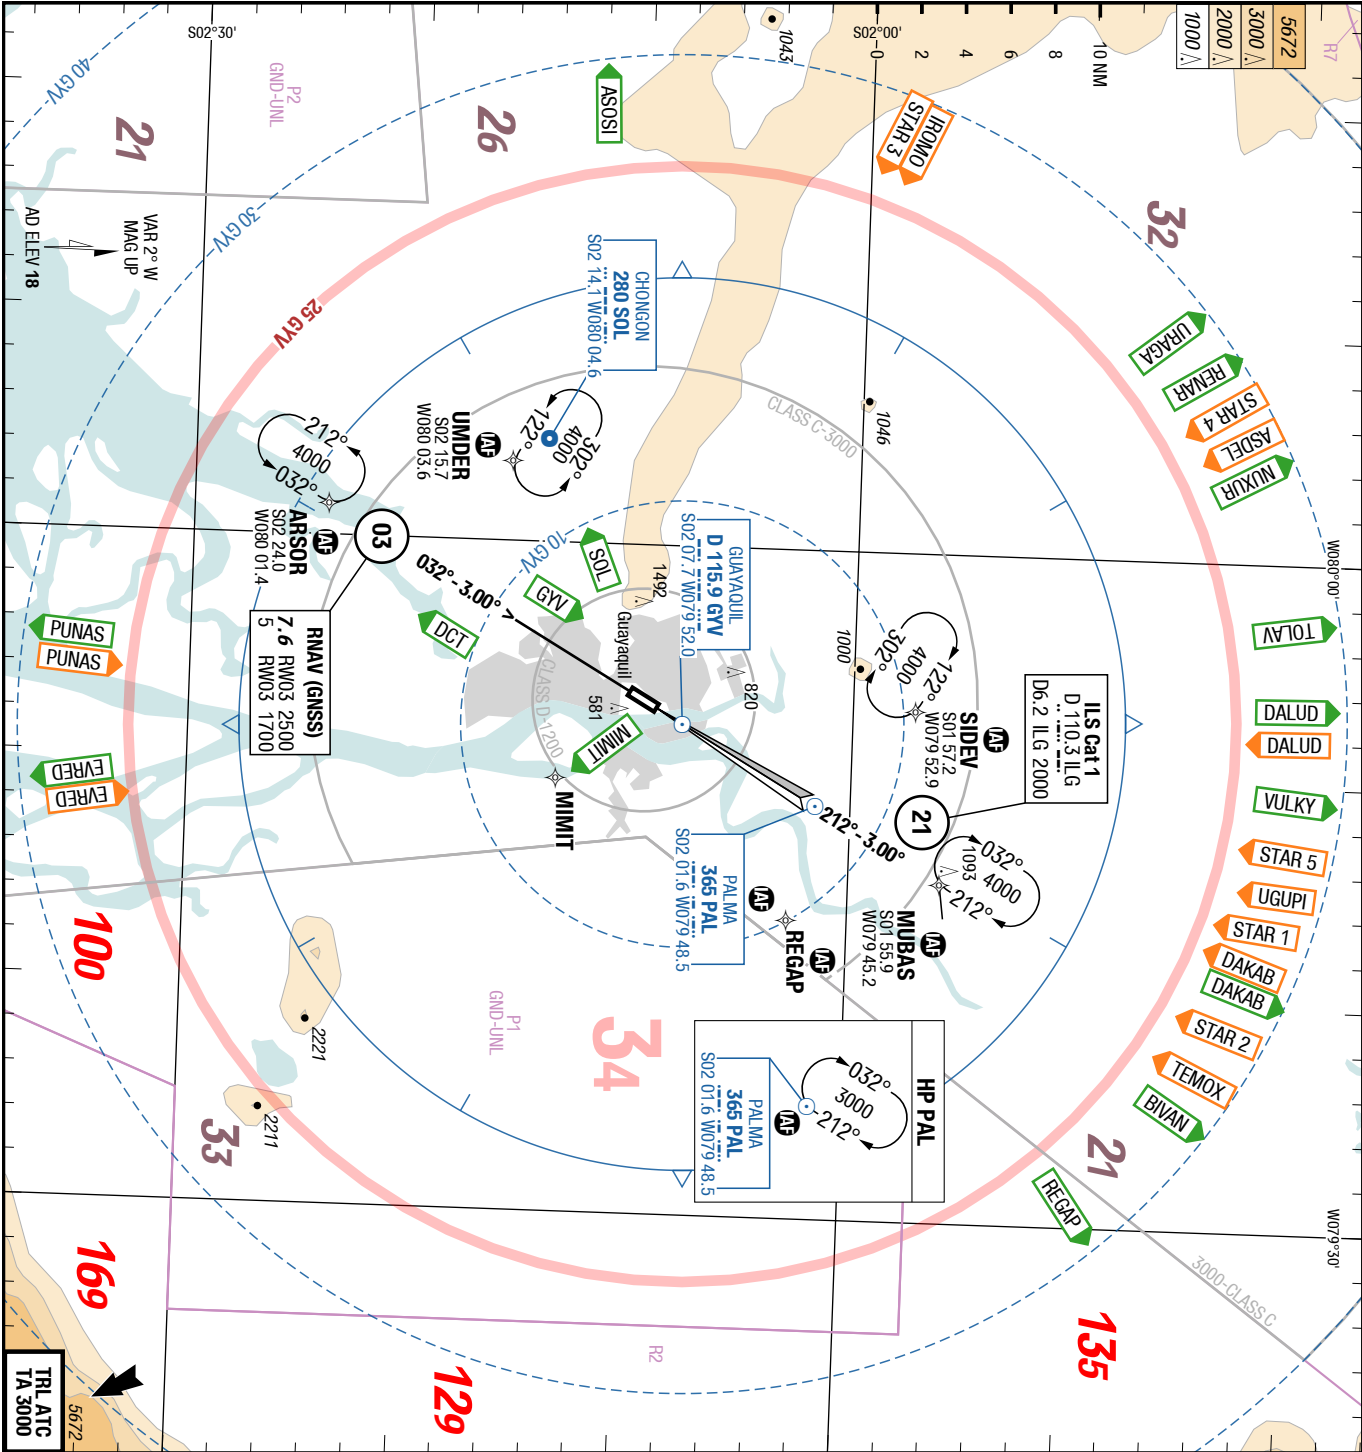 5672
3000
2000
1000
R7
10 NM
8
6
4
2
0
S02°00'
S02°30'
1043
40 GYV
P2
GND-UNL
21
26
ASOSI
IROMO
STAR 3
32
30 GYV
VAR 2° W
MAG UP
AD ELEV 18
25 GYV
CHONGON
280 SOL
S02 14.1 W080 04.6
URAGA
RENAR
STAR 4
ASDEL
NUXUR
CLASS C-3000
1046
302°
4000
122°
IAF
UMDER
S02 15.7
W080 03.6
212°
4000
032°
IAF
ARSOR
S02 24.0
W080 01.4
03
032°-3.00°
10 GYV
SOL
GYV
DCT
1492
Guayaquil
GUAYAQUIL
D 115.9 GYV
S02 07.7 W079 52.0
W080°00'
TOLAV
DALUD
DALUD
VULKY
122°
4000
302°
1000
820
581
CLASS D-1200
RNAV (GNSS)
7.6 RW03 2500
5 RW03 1700
PUNAS
PUNAS
EVRED
EVRED
MIMIT
MIMIT
IAF
SIDEV
S01 57.2
W079 52.9
ILS Cat 1
D 110.3 ILG
D6.2 ILG 2000
21
212°-3.00°
032°
4000
212°
1093
IAF
MUBAS
S01 55.9
W079 45.2
PALMA
365 PAL
S02 01.6 W079 48.5
IAF
REGAP
IAF
STAR 5
UGUPI
STAR 1
DAKAB
DAKAB
STAR 2
TEMOX
BIVAN
100
P1
GND-UNL
34
2221
2211
33
HP PAL
032°
3000
212°
IAF
PALMA
365 PAL
S02 01.6 W079 48.5
21
REGAP
W079°30'
3000-CLASS C
169
129
R2
135
5672
TRL ATC
TA 3000